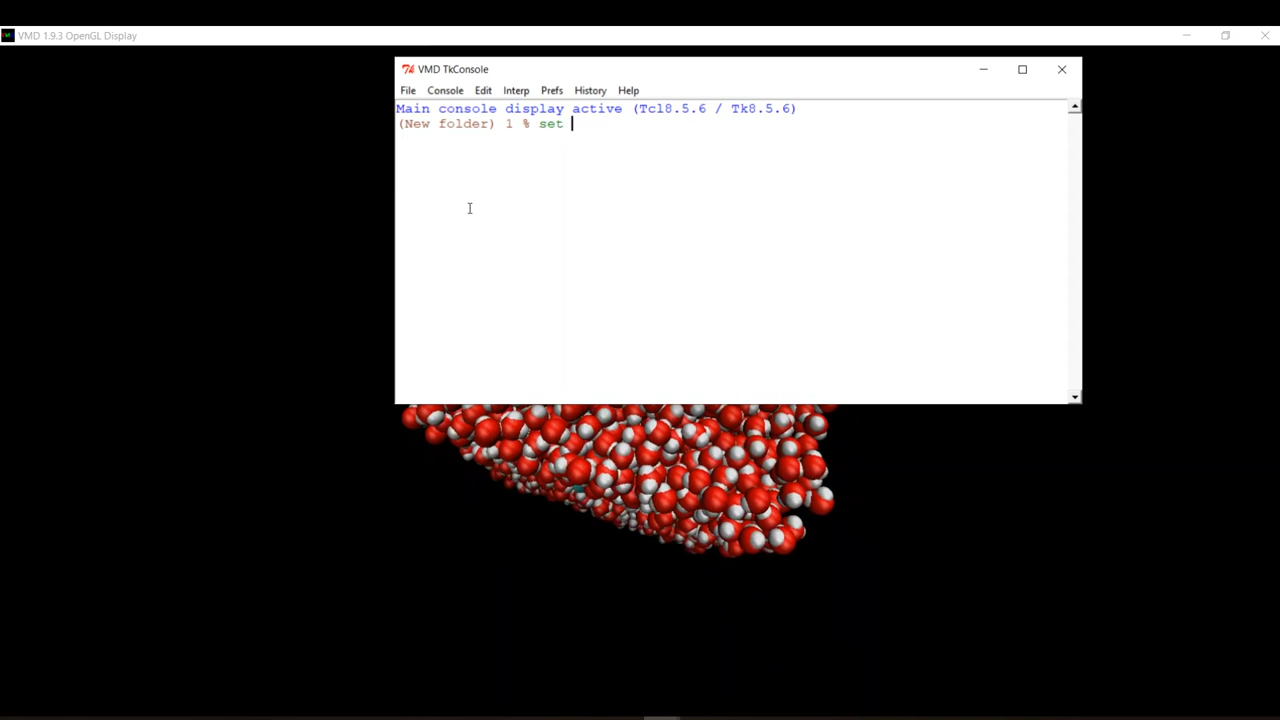 VMD 1.9.3 OpenGL Display
VMD TkConsole
File Console Edit Interp Prefs History Help
Main console display active (Tcl8.5.6 / Tk8.5.6)
(New folder) 1 % set